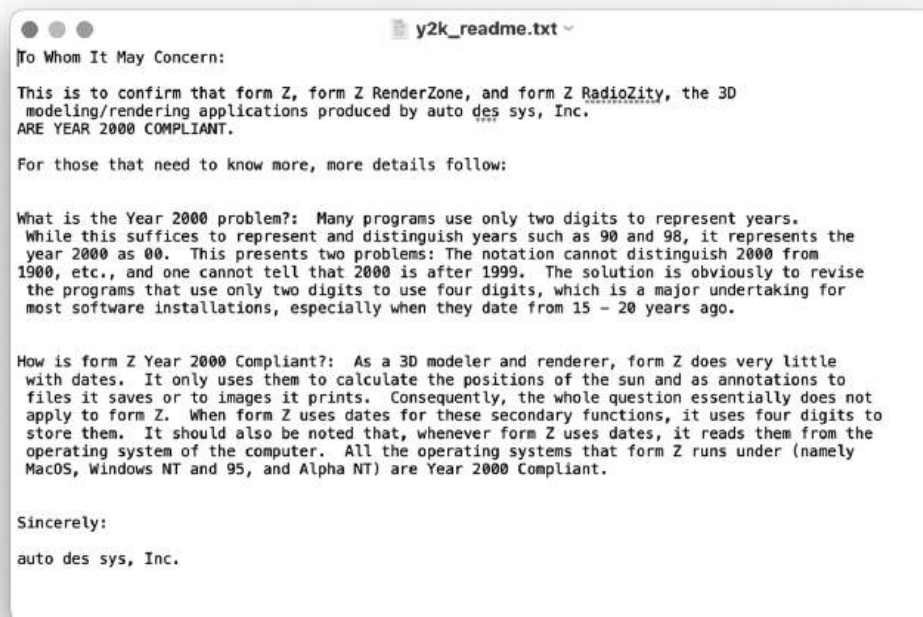 y2k_readme.txt
To Whom It May Concern:
This is to confirm that form Z, form Z RenderZone, and form Z RadioZity, the 3D
modeling/rendering applications produced by auto des sys, Inc.
ARE YEAR 2000 COMPLIANT.
For those that need to know more, more details follow:
What is the Year 2000 problem?:  Many programs use only two digits to represent years.
While this suffices to represent and distinguish years such as 90 and 98, it represents the
year 2000 as 00.  This presents two problems: The notation cannot distinguish 2000 from
1900, etc., and one cannot tell that 2000 is after 1999.  The solution is obviously to revise
the programs that use only two digits to use four digits, which is a major undertaking for
most software installations, especially when they date from 15 – 20 years ago.
How is form Z Year 2000 Compliant?:  As a 3D modeler and renderer, form Z does very little
with dates.  It only uses them to calculate the positions of the sun and as annotations to
files it saves or to images it prints.  Consequently, the whole question essentially does not
apply to form Z.  When form Z uses dates for these secondary functions, it uses four digits to
store them.  It should also be noted that, whenever form Z uses dates, it reads them from the
operating system of the computer.  All the operating systems that form Z runs under (namely
MacOS, Windows NT and 95, and Alpha NT) are Year 2000 Compliant.
Sincerely:
auto des sys, Inc.